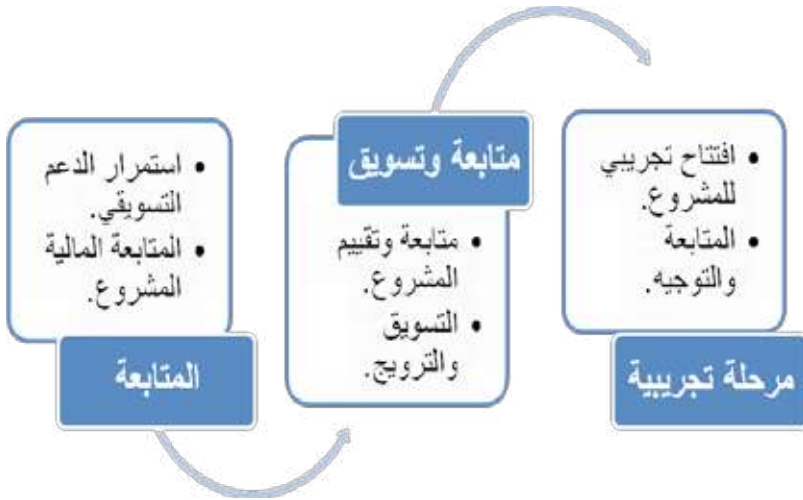 افتتاح تجريبي
للمشروع.
المتابعة
والتوجيه.
مرحلة تجريبية
متابعة وتسويق
متابعة وتقييم
المشروع.
التسويق
والترويج.
استمرار الدعم
التسويقي.
المتابعة المالية
المشروع.
المتابعة